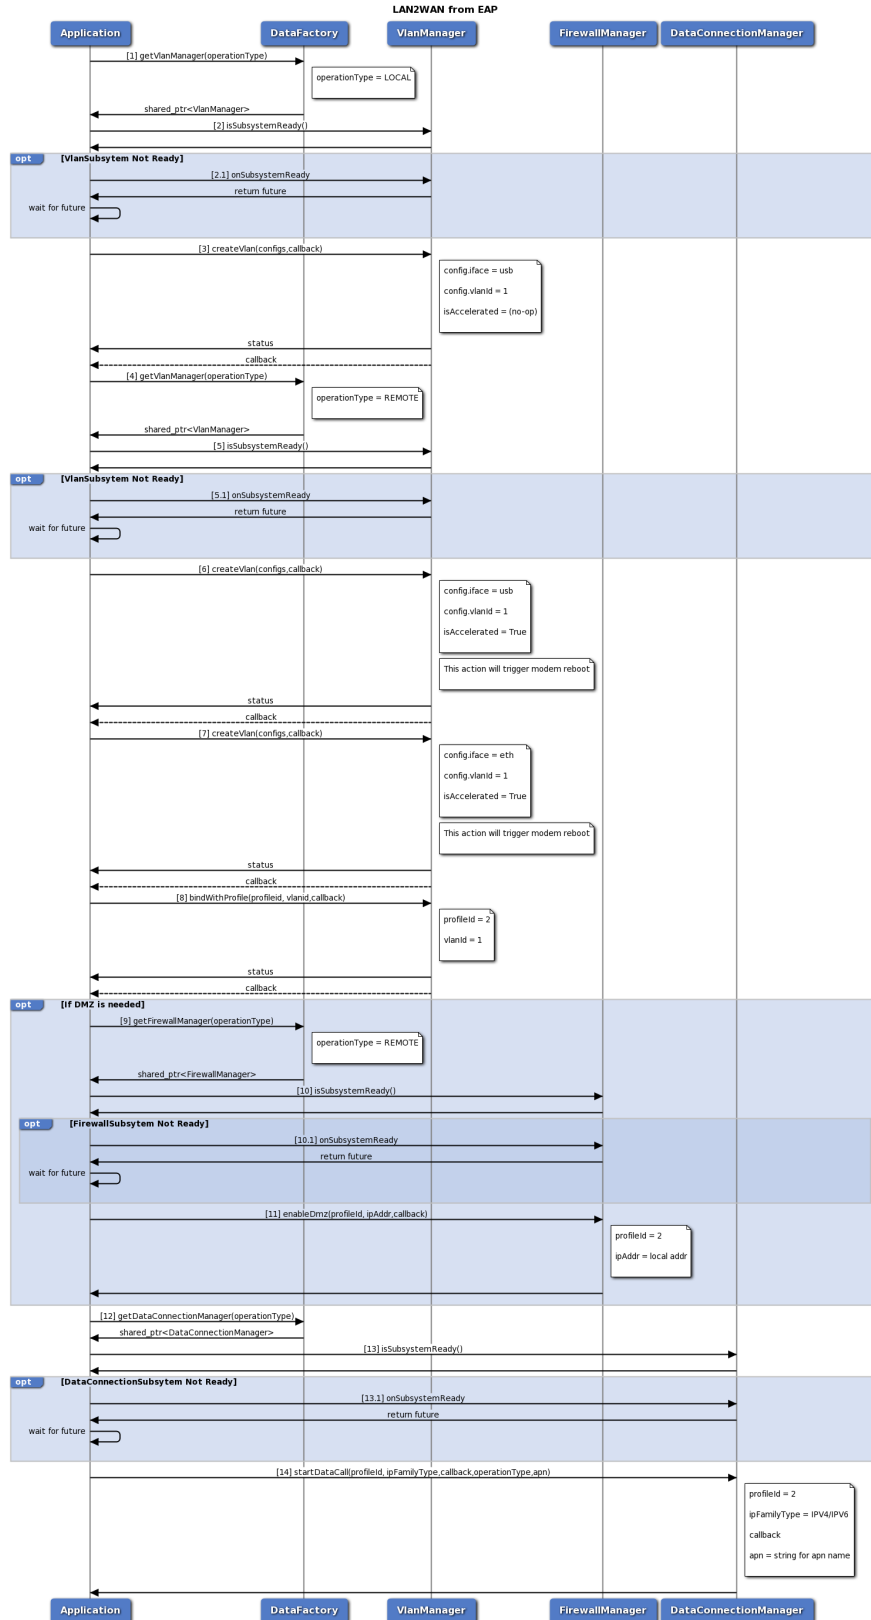 LAN2WAN from EAP
Application
DataFactory
VlanManager
FirewallManager
DataConnectionManager
[1] getVlanManager(operationType)
operationType = LOCAL
shared_ptr<VlanManager>
[2] isSubsystemReady()
opt
[VlanSubsytem Not Ready]
[2.1] onSubsystemReady
return future
wait for future
[3] createVlan(configs,callback)
config.iface = usb
config.vlanId = 1
isAccelerated = (no-op)
status
callback
[4] getVlanManager(operationType)
operationType = REMOTE
shared_ptr<VlanManager>
[5] isSubsystemReady()
opt
[VlanSubsytem Not Ready]
[5.1] onSubsystemReady
return future
wait for future
[6] createVlan(configs,callback)
config.iface = usb
config.vlanId = 1
isAccelerated = True
This action will trigger modem reboot
status
callback
[7] createVlan(configs,callback)
config.iface = eth
config.vlanId = 1
isAccelerated = True
This action will trigger modem reboot
status
callback
[8] bindWithProfile(profileid, vlanid,callback)
profileId = 2
vlanId = 1
status
callback
opt
[If DMZ is needed]
[9] getFirewallManager(operationType)
operationType = REMOTE
shared_ptr<FirewallManager>
[10] isSubsystemReady()
opt
[FirewallSubsytem Not Ready]
[10.1] onSubsystemReady
return future
wait for future
[11] enableDmz(profileId, ipAddr,callback)
profileId = 2
ipAddr = local addr
[12] getDataConnectionManager(operationType)
shared_ptr<DataConnectionManager>
[13] isSubsystemReady()
opt
[DataConnectionSubsytem Not Ready]
[13.1] onSubsystemReady
return future
wait for future
[14] startDataCall(profileId, ipFamilyType,callback,operationType,apn)
profileId = 2
ipFamilyType = IPV4/IPV6
callback
apn = string for apn name
Application
DataFactory
VlanManager
FirewallManager
DataConnectionManager